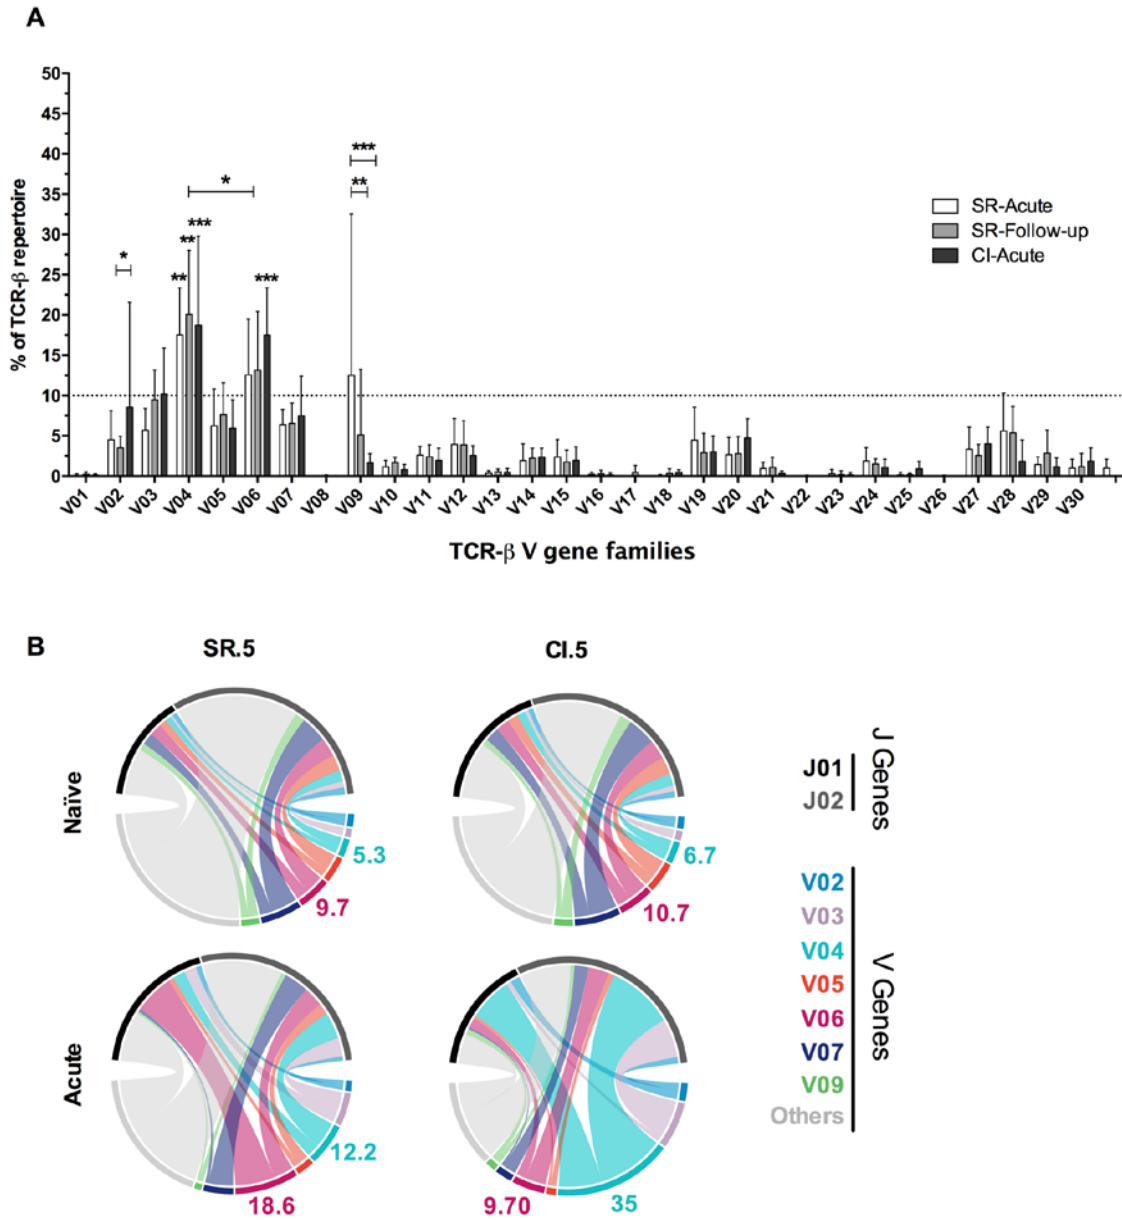 A
50
45
40
35
30
25
20
15
10
5
0
% of TCR-β repertoire
*
**
**
***
*
***
***
**
SR-Acute
SR-Follow-up
CI-Acute
V01 V02 V03 V04 V05 V06 V07 V08 V09 V10 V11 V12 V13 V14 V15 V16 V17 V18 V19 V20 V21 V22 V23 V24 V25 V26 V27 V28 V29 V30
TCR-β V gene families
B
SR.5 CI.5
Naïve
5.3
9.7
6.7
10.7
Acute
12.2
18.6
9.70
35
J01
J02
J Genes
V02
V03
V04
V05
V06
V07
V09
Others
V Genes